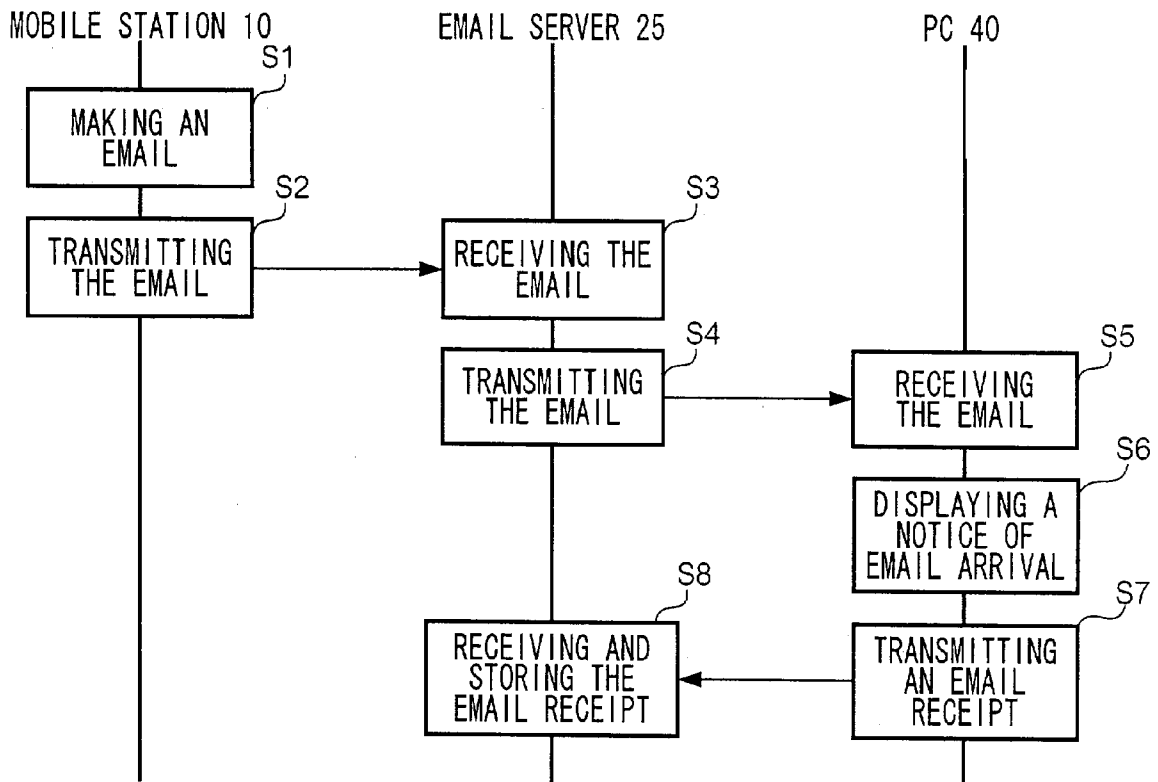 MOBILE STATION 10
EMAIL SERVER 25
PC 40
S1
MAKING AN
EMAIL
S2
TRANSMITTING
THE EMAIL
S3
RECEIVING THE
EMAIL
S4
TRANSMITTING
THE EMAIL
S5
RECEIVING
THE EMAIL
S6
DISPLAYING A
NOTICE OF
EMAIL ARRIVAL
S7
TRANSMITTING
AN EMAIL
RECEIPT
S8
RECEIVING AND
STORING THE
EMAIL RECEIPT